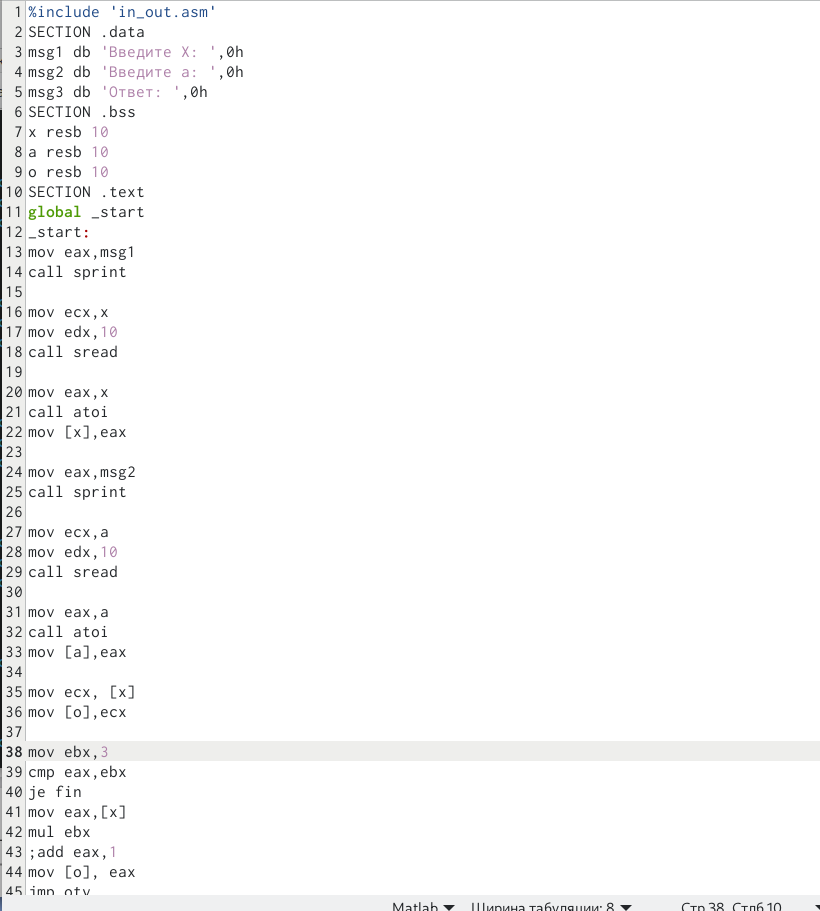 1 %include 'in_out.asm'
2 SECTION .data
3 msg1 db 'Введите X: ',0h
4 msg2 db 'Введите a: ',0h
5 msg3 db 'Ответ: ',0h
6 SECTION .bss
7 x resb 10
8 a resb 10
9 o resb 10
10 SECTION .text
11 global _start
12 _start:
13 mov eax,msg1
14 call sprint
15
16 mov ecx,x
17 mov edx,10
18 call sread
19
20 mov eax,x
21 call atoi
22 mov [x],eax
23
24 mov eax,msg2
25 call sprint
26
27 mov ecx,a
28 mov edx,10
29 call sread
30
31 mov eax,a
32 call atoi
33 mov [a],eax
34
35 mov ecx, [x]
36 mov [o],ecx
37
38 mov ebx,3
39 cmp eax,ebx
40 je fin
41 mov eax,[x]
42 mul ebx
43 ;add eax,1
44 mov [o], eax
45 jmp otv
Matlab Ширина табуляции: 8 Стр 38, Стлб 10